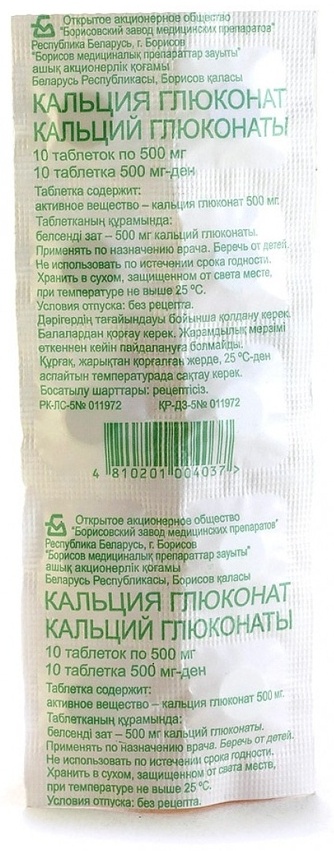 Открытое акционерное общество
"Борисовский завод медицинских препаратов"
Республика Беларусь, г. Борисов
"Борисов медициналык препараттар зауыты"
ашық акционерлік қоғамы
Беларусь Республикасы, Борисов қаласы
КАЛЬЦИЯ ГЛЮКОНАТ
КАЛЬЦИЙ ГЛЮКОНАТЫ
10 таблеток по 500 мг
10 таблетка 500 мг-ден
Таблетка содержит:
активное вещество – кальция глюконат 500 мг.
Таблетканың құрамында:
белсенді зат – 500 мг кальций глюконаты.
Применять по назначению врача. Беречь от детей.
Не использовать по истечении срока годности.
Хранить в сухом, защищенном от света месте,
при температуре не выше 25 °C.
Условия отпуска: без рецепта.
Дәрігердің тағайындауы бойынша қолдану керек.
Балалардан қорғау керек. Жарамдылық мерзімі
өткеннен кейін пайдалануға болмайды.
Құрғақ, жарықтан қорғалған жерде, 25 °C-ден
аспайтын температурада сақтау керек.
Босатылу шарттары: рецептісіз.
РК-ЛС-5№ 011972 ҚР-ДЗ-5№ 011972
4 810201 004037
Открытое акционерное общество
"Борисовский завод медицинских препаратов"
Республика Беларусь, г. Борисов
"Борисов медициналык препараттар зауыты"
ашық акционерлік қоғамы
Беларусь Республикасы, Борисов қаласы
КАЛЬЦИЯ ГЛЮКОНАТ
КАЛЬЦИЙ ГЛЮКОНАТЫ
10 таблеток по 500 мг
10 таблетка 500 мг-ден
Таблетка содержит:
активное вещество – кальция глюконат 500 мг.
Таблетканың құрамында:
белсенді зат – 500 мг кальций глюконаты.
Применять по назначению врача. Беречь от детей.
Не использовать по истечении срока годности.
Хранить в сухом, защищенном от света месте,
при температуре не выше 25 °C.
Условия отпуска: без рецепта.